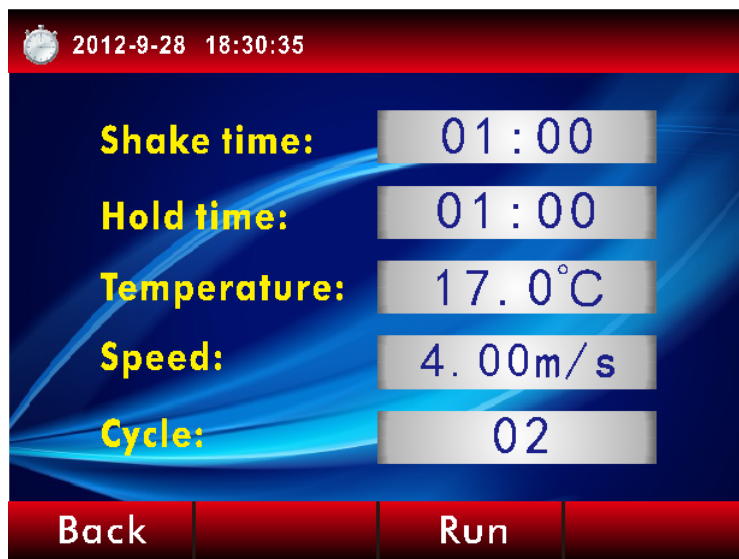 2012-9-28 18:30:35
Shake time: 01:00
Hold time: 01:00
Temperature: 17.0°C
Speed: 4.00m/s
Cycle: 02
Back Run